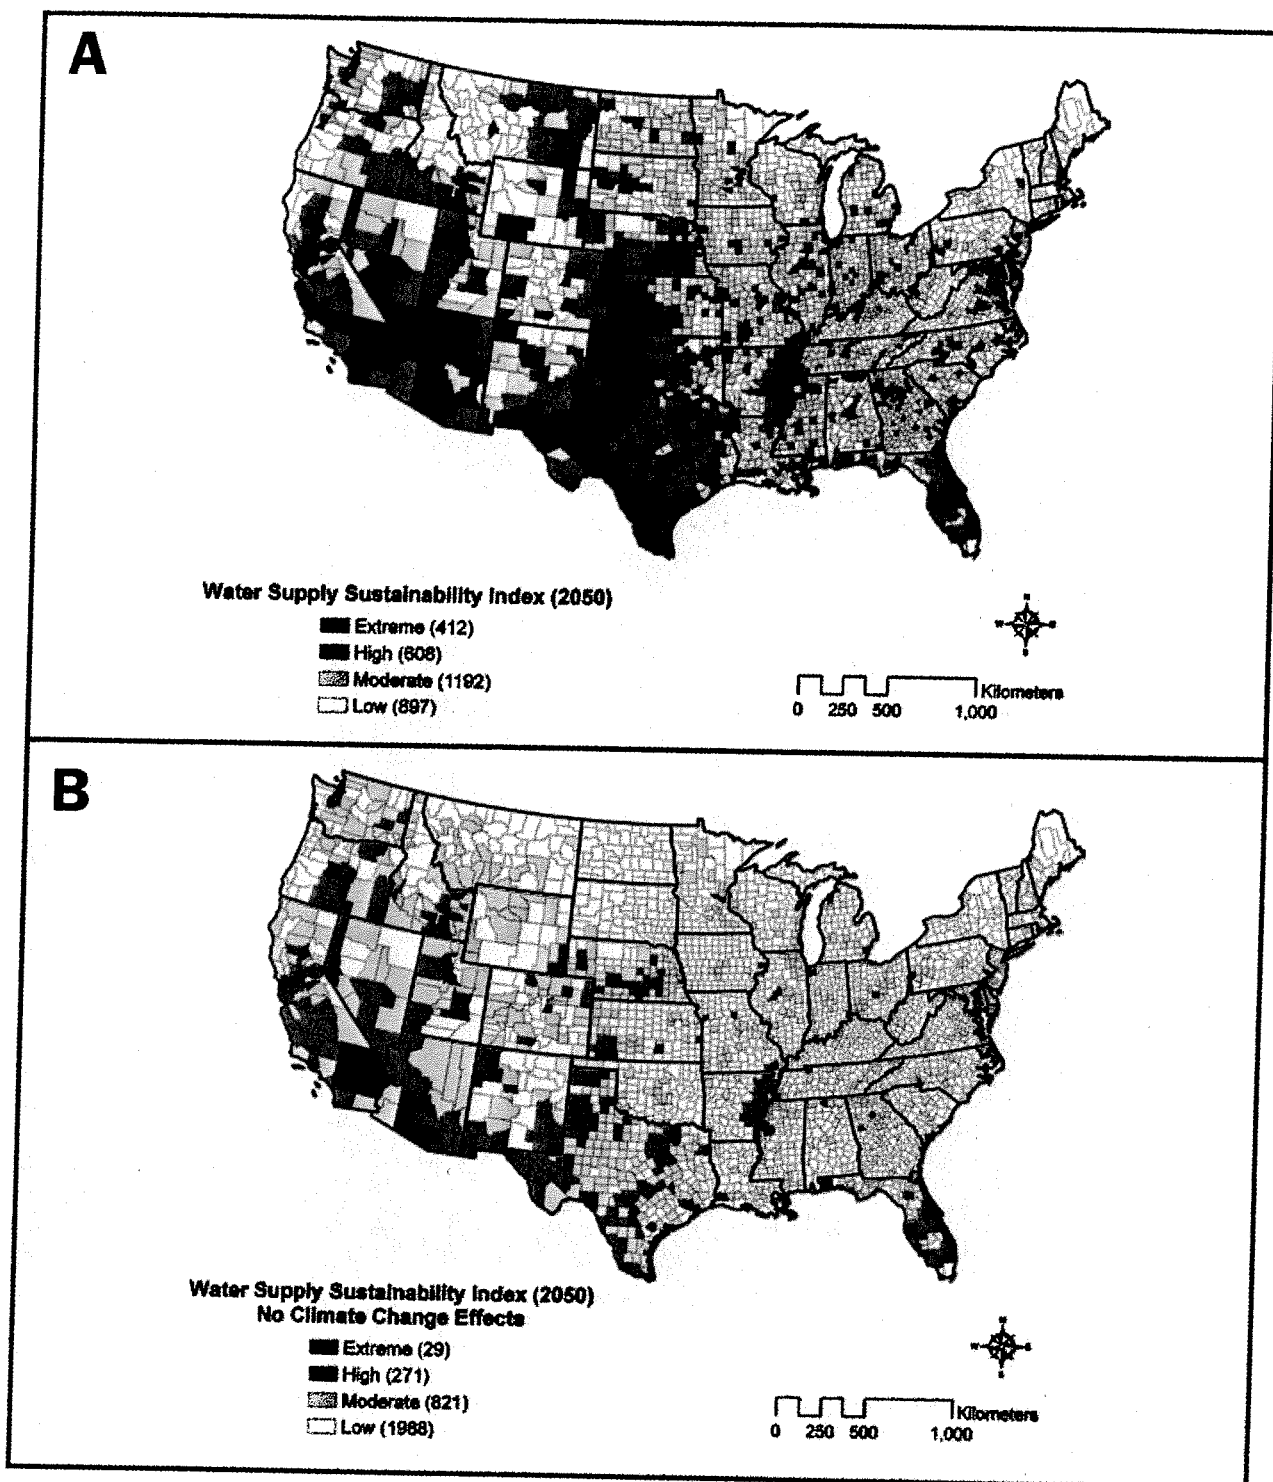 A
Water Supply Sustainability Index (2050)
Extreme (412)
High (608)
Moderate (1192)
Low (897)
N
W E
S
Kilometers
0 250 500 1,000
B
Water Supply Sustainability Index (2050)
No Climate Change Effects
Extreme (29)
High (271)
Moderate (821)
Low (1988)
N
W E
S
Kilometers
0 250 500 1,000